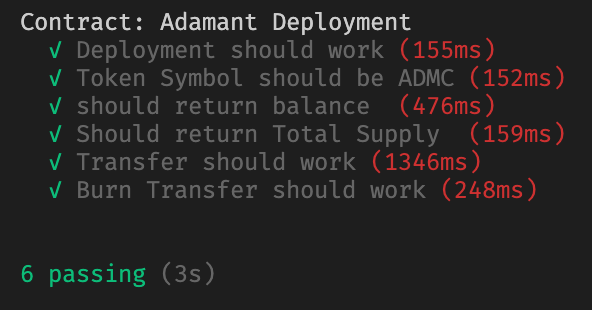 Contract: Adamant Deployment
√ Deployment should work (155ms)
√ Token Symbol should be ADMC (152ms)
√ should return balance  (476ms)
√ Should return Total Supply  (159ms)
√ Transfer should work (1346ms)
√ Burn Transfer should work (248ms)
6 passing (3s)